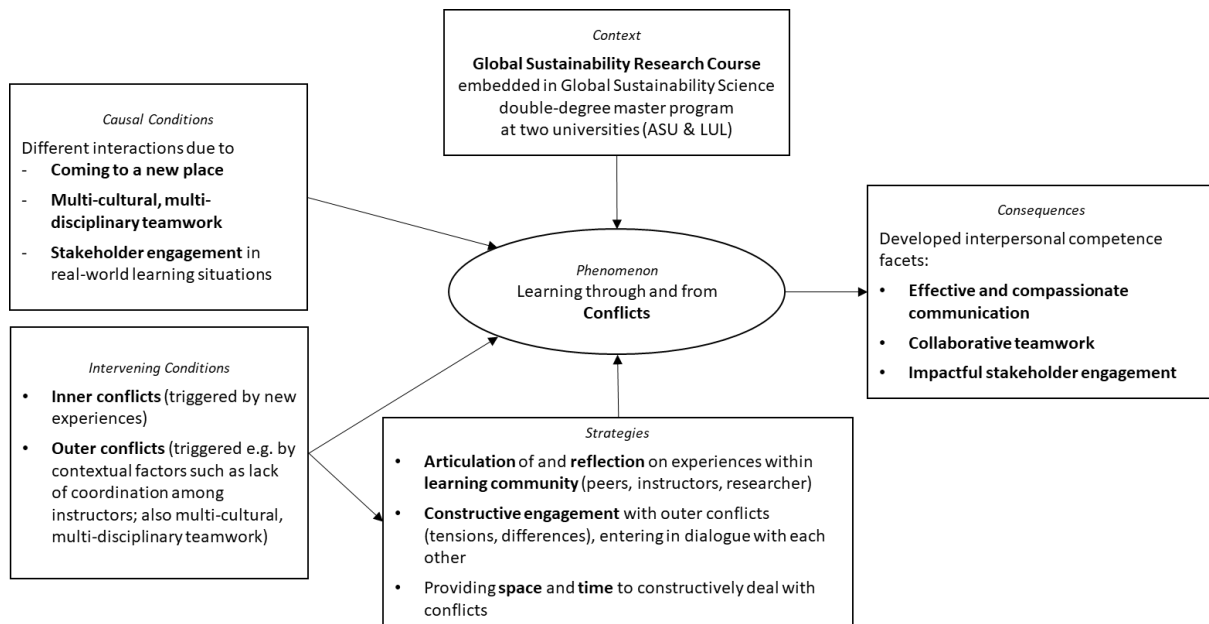 Context
Global Sustainability Research Course
embedded in Global Sustainability Science
double-degree master program
at two universities (ASU & LUL)
Causal Conditions
Different interactions due to
- Coming to a new place
- Multi-cultural, multi-
disciplinary teamwork
- Stakeholder engagement in
real-world learning situations
Phenomenon
Learning through and from
Conflicts
Consequences
Developed interpersonal competence
facets:
• Effective and compassionate
communication
• Collaborative teamwork
• Impactful stakeholder engagement
Intervening Conditions
• Inner conflicts (triggered by new
experiences)
• Outer conflicts (triggered e.g. by
contextual factors such as lack
of coordination among
instructors; also multi-cultural,
multi-disciplinary teamwork)
Strategies
• Articulation of and reflection on experiences within
learning community (peers, instructors, researcher)
• Constructive engagement with outer conflicts
(tensions, differences), entering in dialogue with each
other
• Providing space and time to constructively deal with
conflicts